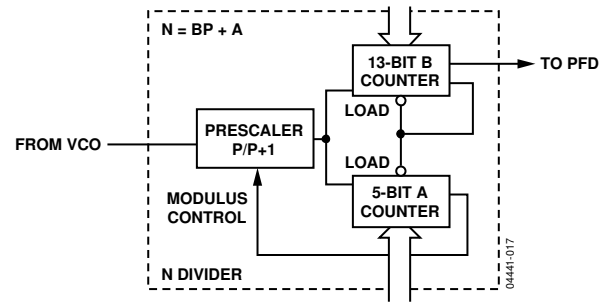 N = BP + A
13-BIT B
COUNTER
TO PFD
LOAD
PRESCALER
P/P+1
FROM VCO
LOAD
MODULUS
CONTROL
5-BIT A
COUNTER
N DIVIDER
04441-017